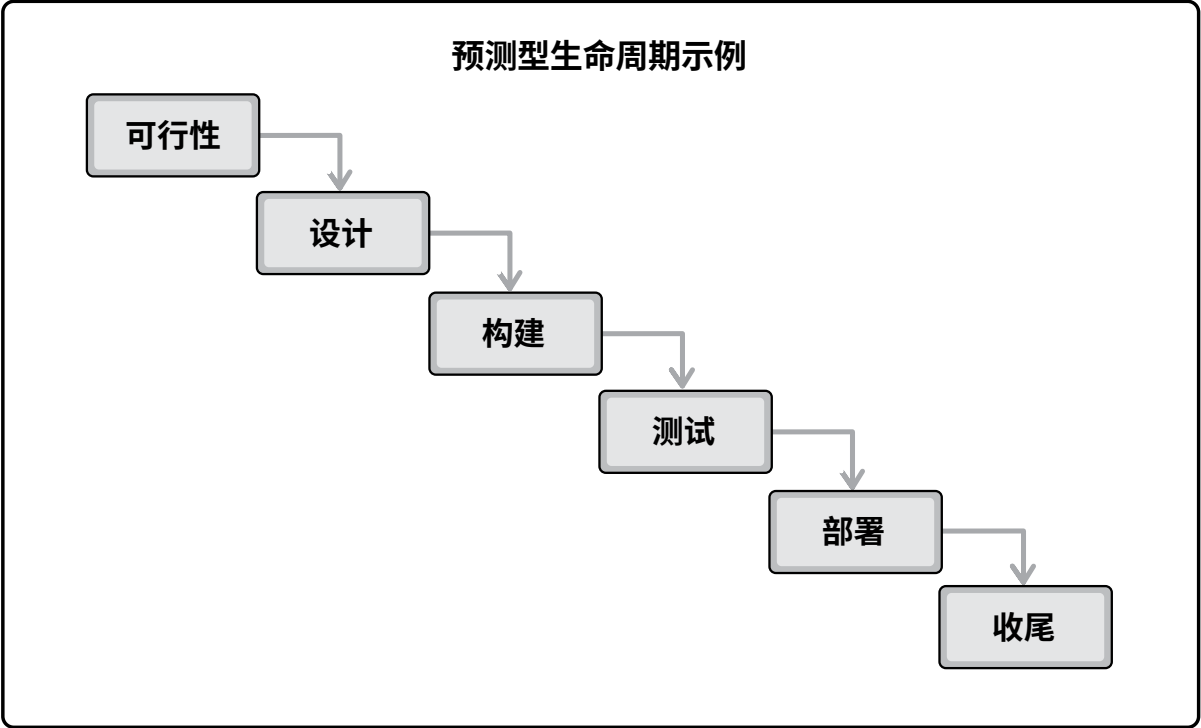 预测型生命周期示例
可行性
设计
构建
测试
部署
收尾